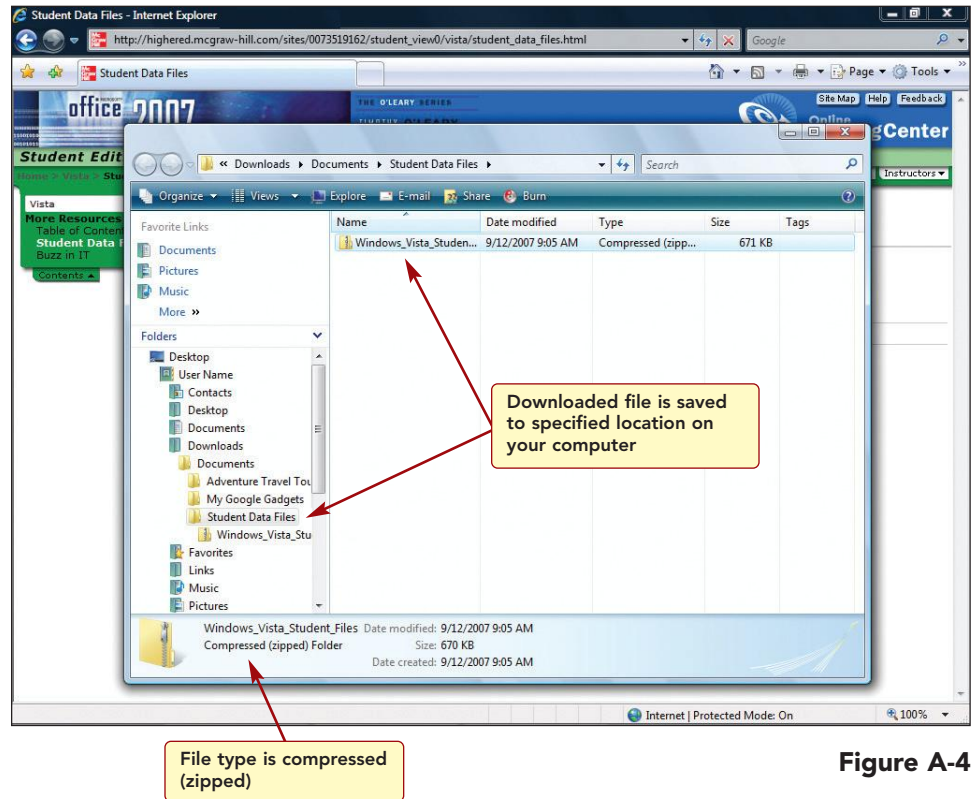 Student Data Files - Internet Explorer
http://highered.mcgraw-hill.com/sites/0073519162/student_view0/vista/student_data_files.html
Google
Student Data Files
Page
Tools
office 2007
THE O'LEARY SERIES
Site Map Help Feedback
Online
gCenter
Student Edit
Home > Vista > Stu
Instructors
« Downloads Documents Student Data Files
Search
Organize Views Explore E-mail Share Burn
Vista
More Resources
Table of Conten
Student Data F
Buzz in IT
Contents
Favorite Links
Documents
Pictures
Music
More »
Name Date modified Type Size Tags
Windows_Vista_Studen... 9/12/2007 9:05 AM Compressed (zipp... 671 KB
Folders
Desktop
User Name
Contacts
Desktop
Documents
Downloads
Documents
Adventure Travel Tou
My Google Gadgets
Student Data Files
Windows_Vista_Stu
Favorites
Links
Music
Pictures
Downloaded file is saved
to specified location on
your computer
Windows_Vista_Student_Files Date modified: 9/12/2007 9:05 AM
Compressed (zipped) Folder Size: 670 KB
Date created: 9/12/2007 9:05 AM
Internet | Protected Mode: On
100%
File type is compressed
(zipped)
Figure A-4